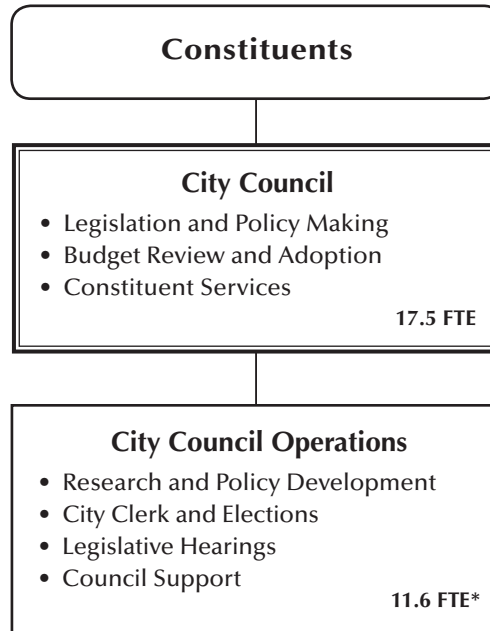 Constituents
City Council
• Legislation and Policy Making
• Budget Review and Adoption
• Constituent Services
17.5 FTE
City Council Operations
• Research and Policy Development
• City Clerk and Elections
• Legislative Hearings
• Council Support
11.6 FTE*